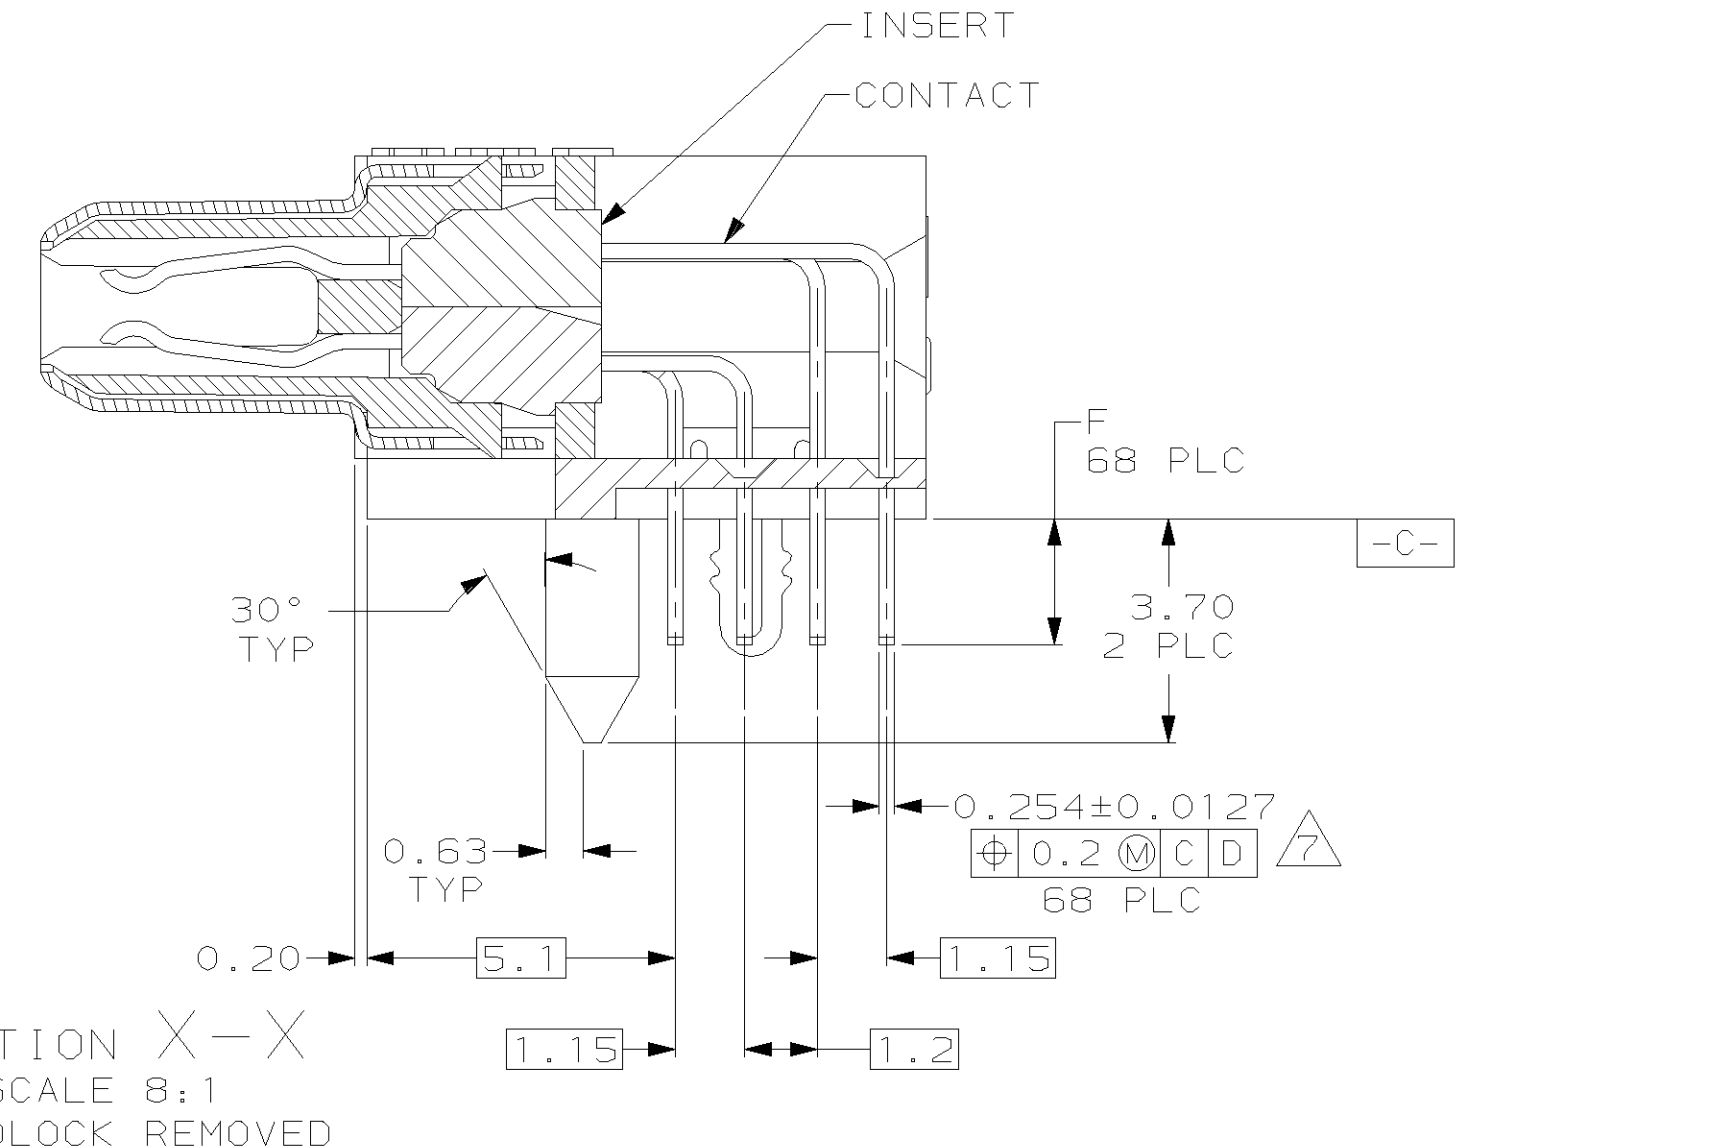 INSERT
CONTACT
F
68 PLC
-C-
30°
TYP
3.70
2 PLC
0.254±0.0127
0.2 Ⓜ C D
7
68 PLC
0.63
TYP
0.20
5.1
1.15
1.15
1.2
TION X-X
SCALE 8:1
OLOCK REMOVED